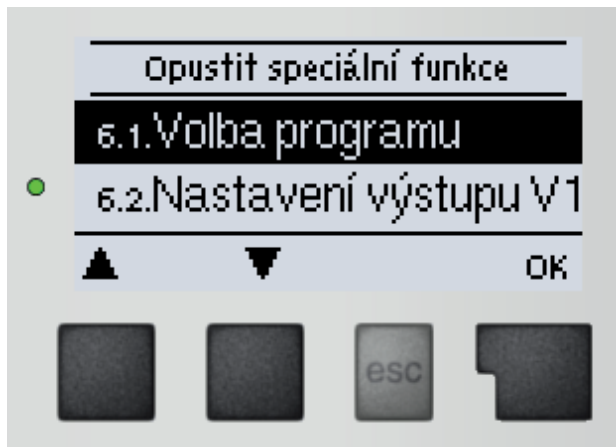 Opustit speciální funkce
6.1.Volba programu
6.2.Nastavení výstupu V1
OK
esc